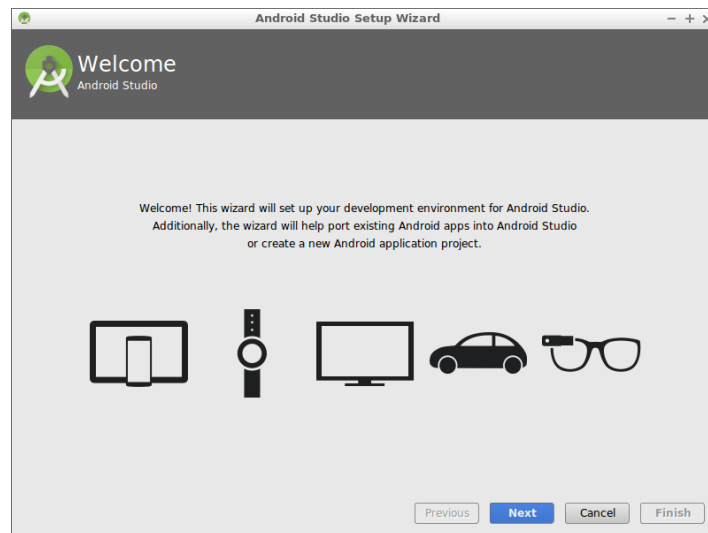 Android Studio Setup Wizard
Welcome
Android Studio
Welcome! This wizard will set up your development environment for Android Studio.
Additionally, the wizard will help port existing Android apps into Android Studio
or create a new Android application project.
Previous Next Cancel Finish